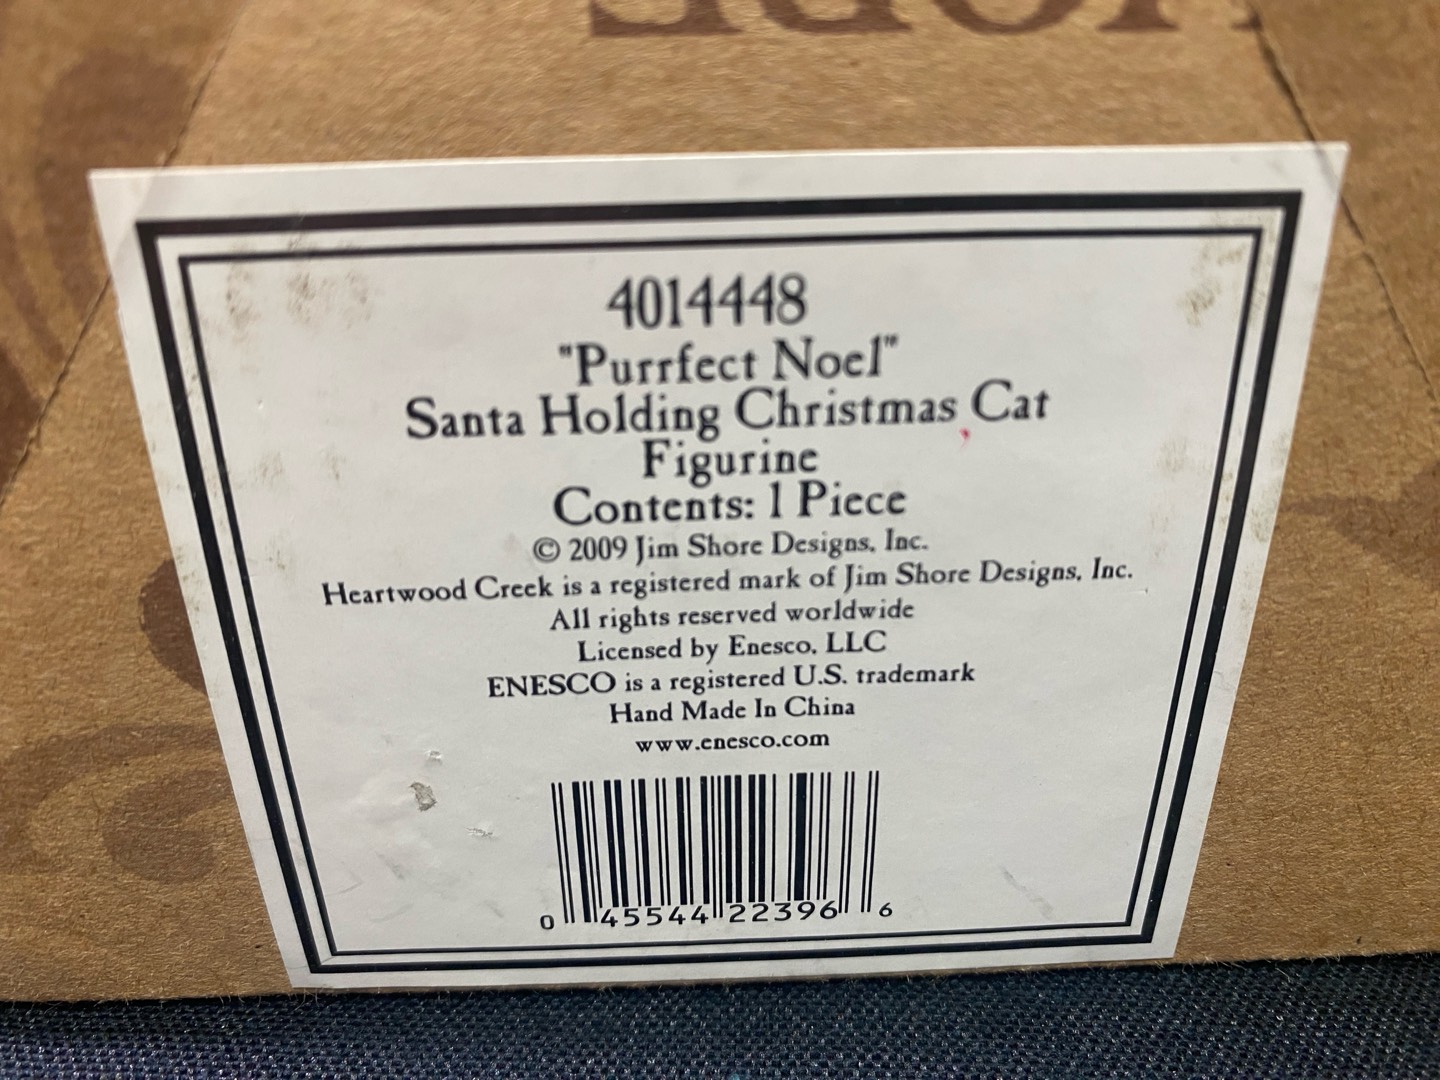 4014448
"Purrfect Noel"
Santa Holding Christmas Cat
Figurine
Contents: 1 Piece
© 2009 Jim Shore Designs, Inc.
Heartwood Creek is a registered mark of Jim Shore Designs, Inc.
All rights reserved worldwide
Licensed by Enesco, LLC
ENESCO is a registered U.S. trademark
Hand Made In China
www.enesco.com
0 45544 22396 6